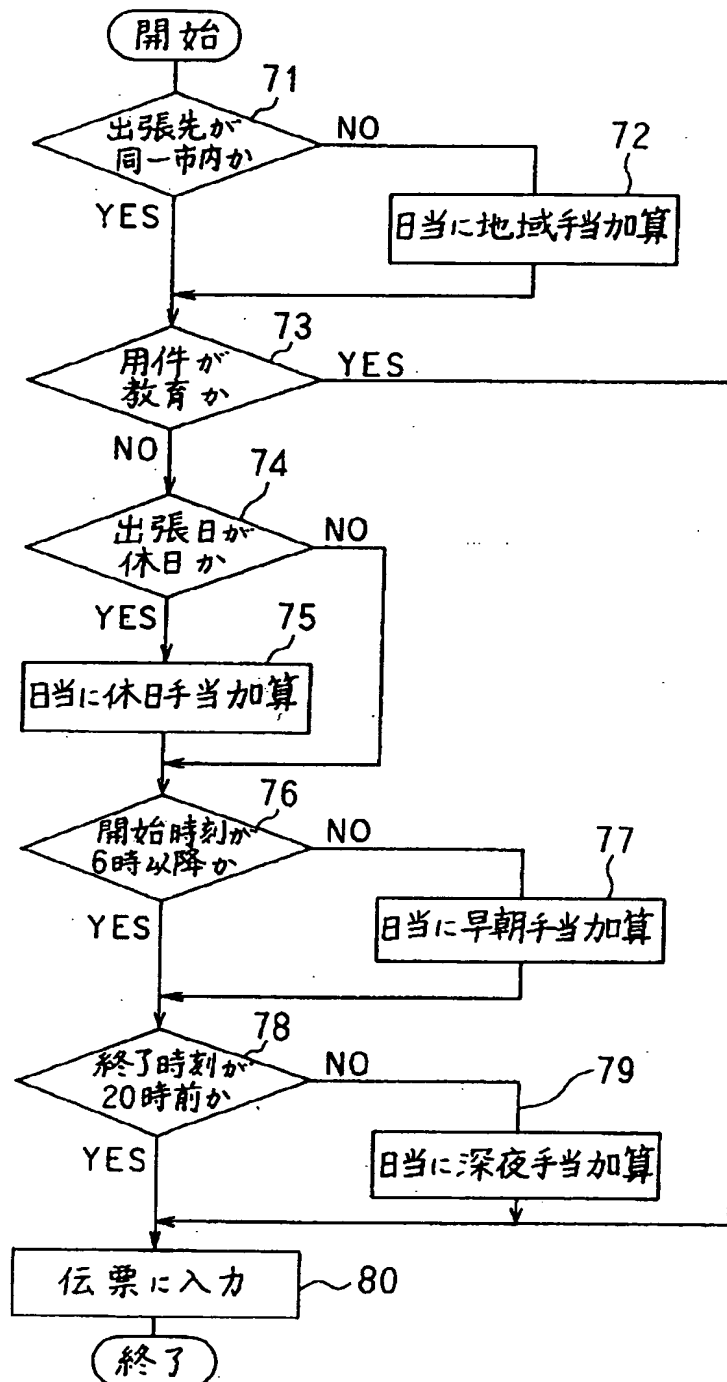 開始
71
出張先が
同一市内か
NO
YES
72
日当に地域手当加算
73
用件が
教育か
YES
NO
74
出張日が
休日か
NO
YES
75
日当に休日手当加算
76
開始時刻が
6時以降か
NO
YES
77
日当に早朝手当加算
78
終了時刻が
20時前か
NO
YES
79
日当に深夜手当加算
伝票に入力
80
終了